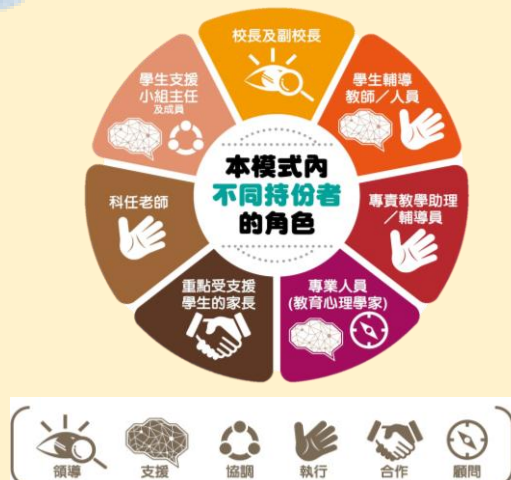 校長及副校長
學生輔導
教師／人員
專責教學助理
／輔導員
專業人員
(教育心理學家)
重點受支援
學生的家長
科任老師
學生支援
小組主任
及成員
本模式內
不同持份者
的角色
領導
支援
協調
執行
合作
顧問